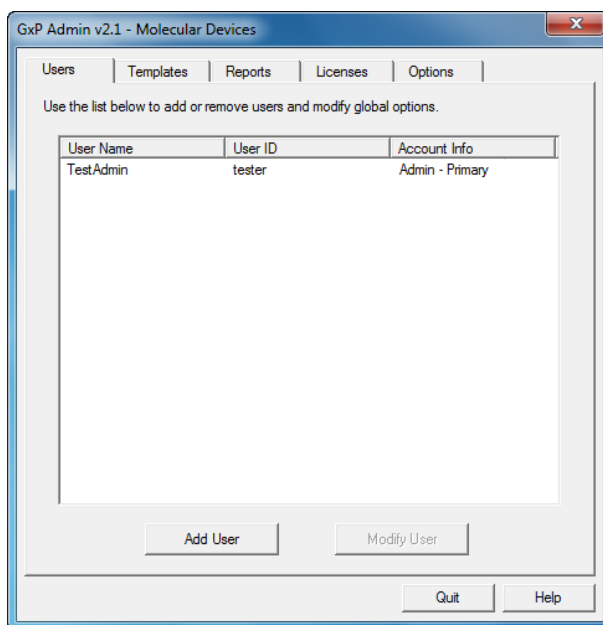 GxP Admin v2.1 - Molecular Devices
Users Templates Reports Licenses Options
Use the list below to add or remove users and modify global options.
User Name User ID Account Info
TestAdmin tester Admin - Primary
Add User Modify User
Quit Help